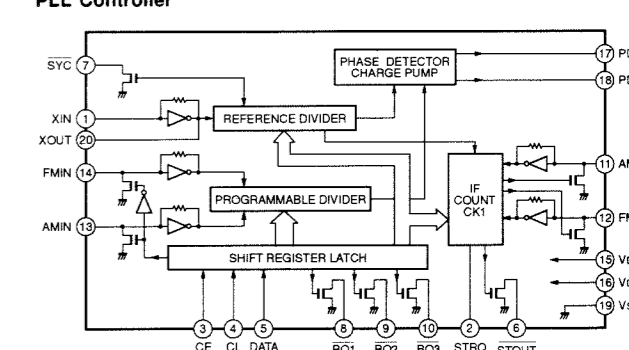 PLL Controller
SYC 7
PHASE DETECTOR
CHARGE PUMP
17
18
XIN 1
REFERENCE DIVIDER
XOUT 20
FMIN 14
IF
COUNT
CK1
11
PROGRAMMABLE DIVIDER
12
AMIN 13
SHIFT REGISTER LATCH
15
16
19
3 4 5 8 9 10 2 6
CE CL DATA BO1 BO2 BO3 STRQ STOUT